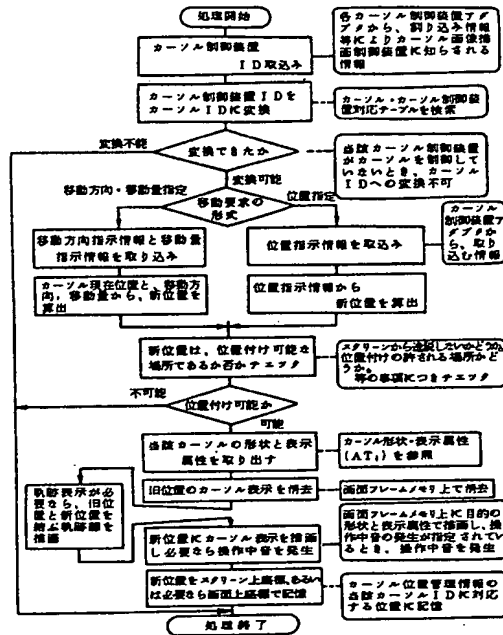 処理開始
カーソル制御装置
ID取込み
各カーソル制御装置アダ
プタから、割り込み情報
等によりカーソル画像描
画制御装置に知らされる
情報
カーソル制御装置IDを
カーソルIDに変換
カーソル・カーソル制御装
置対応テーブルを検索
変換不能
変換できたか
変換可能
当該カーソル制御装置
がカーソルを制御して
いないとき、カーソル
IDへの変換不可
移動方向・移動量指定
移動要求の
形式
位置指定
移動方向指示情報と移動量
指示情報を取り込み
位置指示情報を取込み
カーソル
制御装置ア
ダプタか
ら、取り
込む情報
カーソル現在位置と、移動方
向、移動量から、新位置を
算出
位置指示情報から
新位置を算出
新位置は、位置付け可能な
場所であるか否かチェック
スクリーンから逸脱しないかどうか。
位置付けの許される場所かど
うか。
等の事項につきチェック
不可能
位置付け可能か
可能
当該カーソルの形状と表示
属性を取り出す
カーソル形状・表示属性
(AT₁)を参照
旧位置のカーソル表示を消去
画面フレームメモリ上で消去
軌跡表示が必
要なら、旧位
置と新位置を
結ぶ軌跡線を
描画
新位置にカーソル表示を描画
し必要なら操作中音を発生
画面フレームメモリ上に目的の
形状と表示属性で描画し、操
作中音の発生が指定されてい
るとき、操作中音を発生
新位置をスクリーン上座標、あるい
は必要なら画面上座標で記憶
カーソル位置管理情報の
当該カーソルIDに対応
する位置に記憶
処理終了